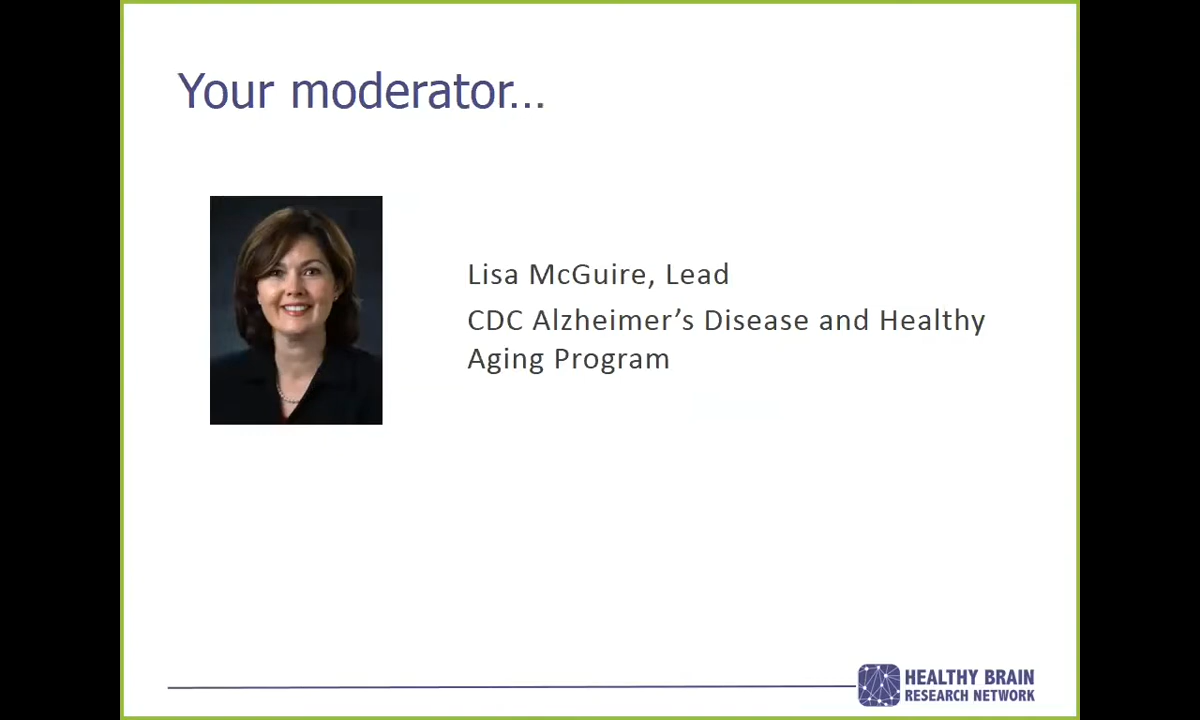 Your moderator...
Lisa McGuire, Lead
CDC Alzheimer’s Disease and Healthy
Aging Program
HEALTHY BRAIN
RESEARCH NETWORK